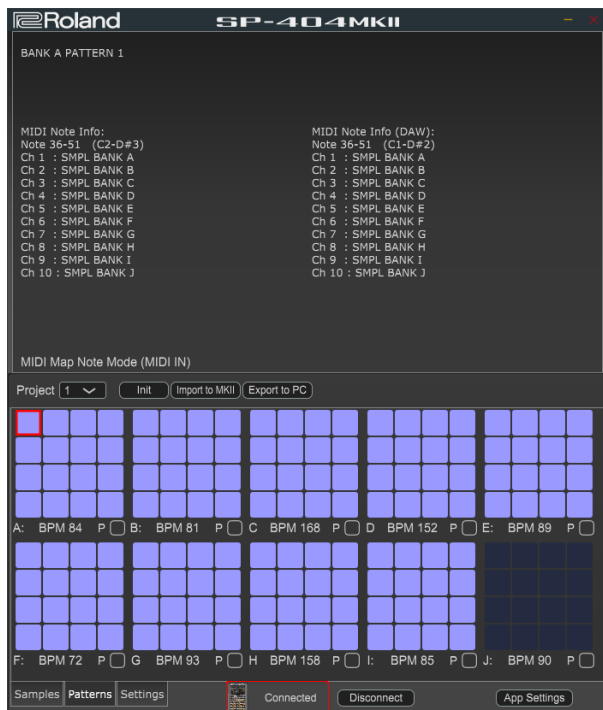 Roland SP-404MKII
BANK A PATTERN 1
MIDI Note Info:
Note 36-51 (C2-D#3)
Ch 1 : SMPL BANK A
Ch 2 : SMPL BANK B
Ch 3 : SMPL BANK C
Ch 4 : SMPL BANK D
Ch 5 : SMPL BANK E
Ch 6 : SMPL BANK F
Ch 7 : SMPL BANK G
Ch 8 : SMPL BANK H
Ch 9 : SMPL BANK I
Ch 10 : SMPL BANK J
MIDI Note Info (DAW):
Note 36-51 (C1-D#2)
Ch 1 : SMPL BANK A
Ch 2 : SMPL BANK B
Ch 3 : SMPL BANK C
Ch 4 : SMPL BANK D
Ch 5 : SMPL BANK E
Ch 6 : SMPL BANK F
Ch 7 : SMPL BANK G
Ch 8 : SMPL BANK H
Ch 9 : SMPL BANK I
Ch 10 : SMPL BANK J
MIDI Map Note Mode (MIDI IN)
Project 1 Init Import to MKII Export to PC
A: BPM 84 P B: BPM 81 P C BPM 168 P D BPM 152 P E: BPM 89 P
F: BPM 72 P G BPM 93 P H BPM 158 P I: BPM 85 P J: BPM 90 P
Samples Patterns Settings Connected Disconnect App Settings